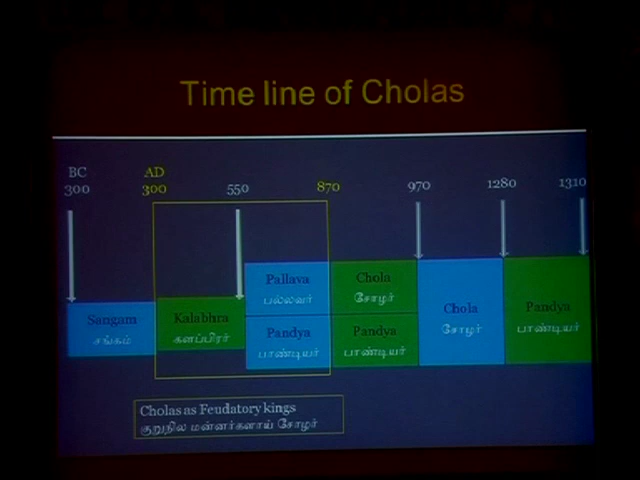 Time line of Cholas
BC
300
AD
300
550
870
970
1280
1310
Sangam
சங்கம்
Kalabhra
களப்பிரர்
Pallava
பல்லவர்
Pandya
பாண்டியர்
Chola
சோழர்
Pandya
பாண்டியர்
Chola
சோழர்
Pandya
பாண்டியர்
Cholas as Feudatory kings
குறுநில மன்னர்களாய் சோழர்